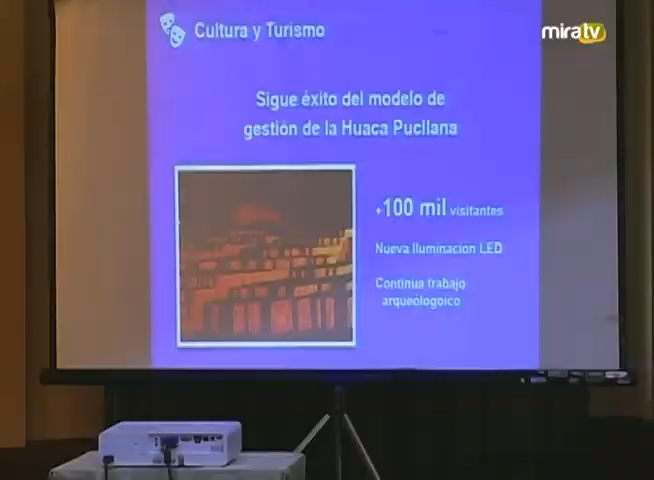 Cultura y Turismo
miratv
Sigue éxito del modelo de
gestión de la Huaca Pucllana
+100 mil visitantes
Nueva Iluminacion LED
Continua trabajo
arqueólogoico